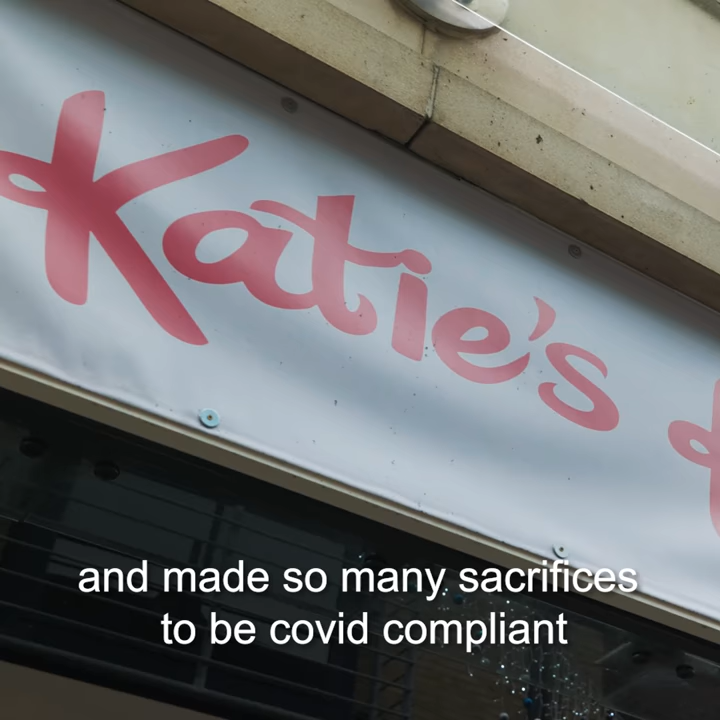 Katie's
and made so many sacrifices
to be covid compliant